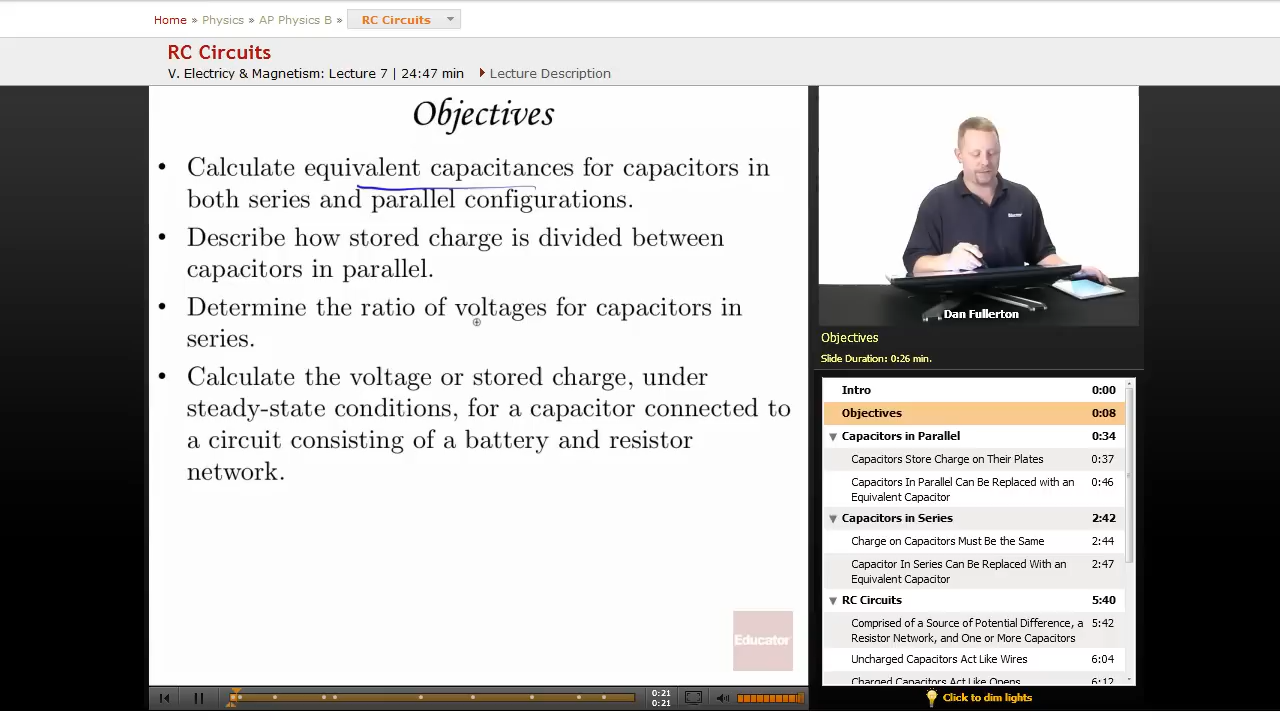 Home » Physics » AP Physics B » RC Circuits
RC Circuits
V. Electricity & Magnetism: Lecture 7 | 24:47 min Lecture Description
Objectives
• Calculate equivalent capacitances for capacitors in
both series and parallel configurations.
• Describe how stored charge is divided between
capacitors in parallel.
• Determine the ratio of voltages for capacitors in
series.
• Calculate the voltage or stored charge, under
steady-state conditions, for a capacitor connected to
a circuit consisting of a battery and resistor
network.
Educator
0:21
0:21
Dan Fullerton
Objectives
Slide Duration: 0:26 min.
Intro 0:00
Objectives 0:08
Capacitors in Parallel 0:34
Capacitors Store Charge on Their Plates 0:37
Capacitors In Parallel Can Be Replaced with an 0:46
Equivalent Capacitor
Capacitors in Series 2:42
Charge on Capacitors Must Be the Same 2:44
Capacitor In Series Can Be Replaced With an 2:47
Equivalent Capacitor
RC Circuits 5:40
Comprised of a Source of Potential Difference, a 5:42
Resistor Network, and One or More Capacitors
Uncharged Capacitors Act Like Wires 6:04
Charged Capacitors Act Like Opens 6:12
Click to dim lights